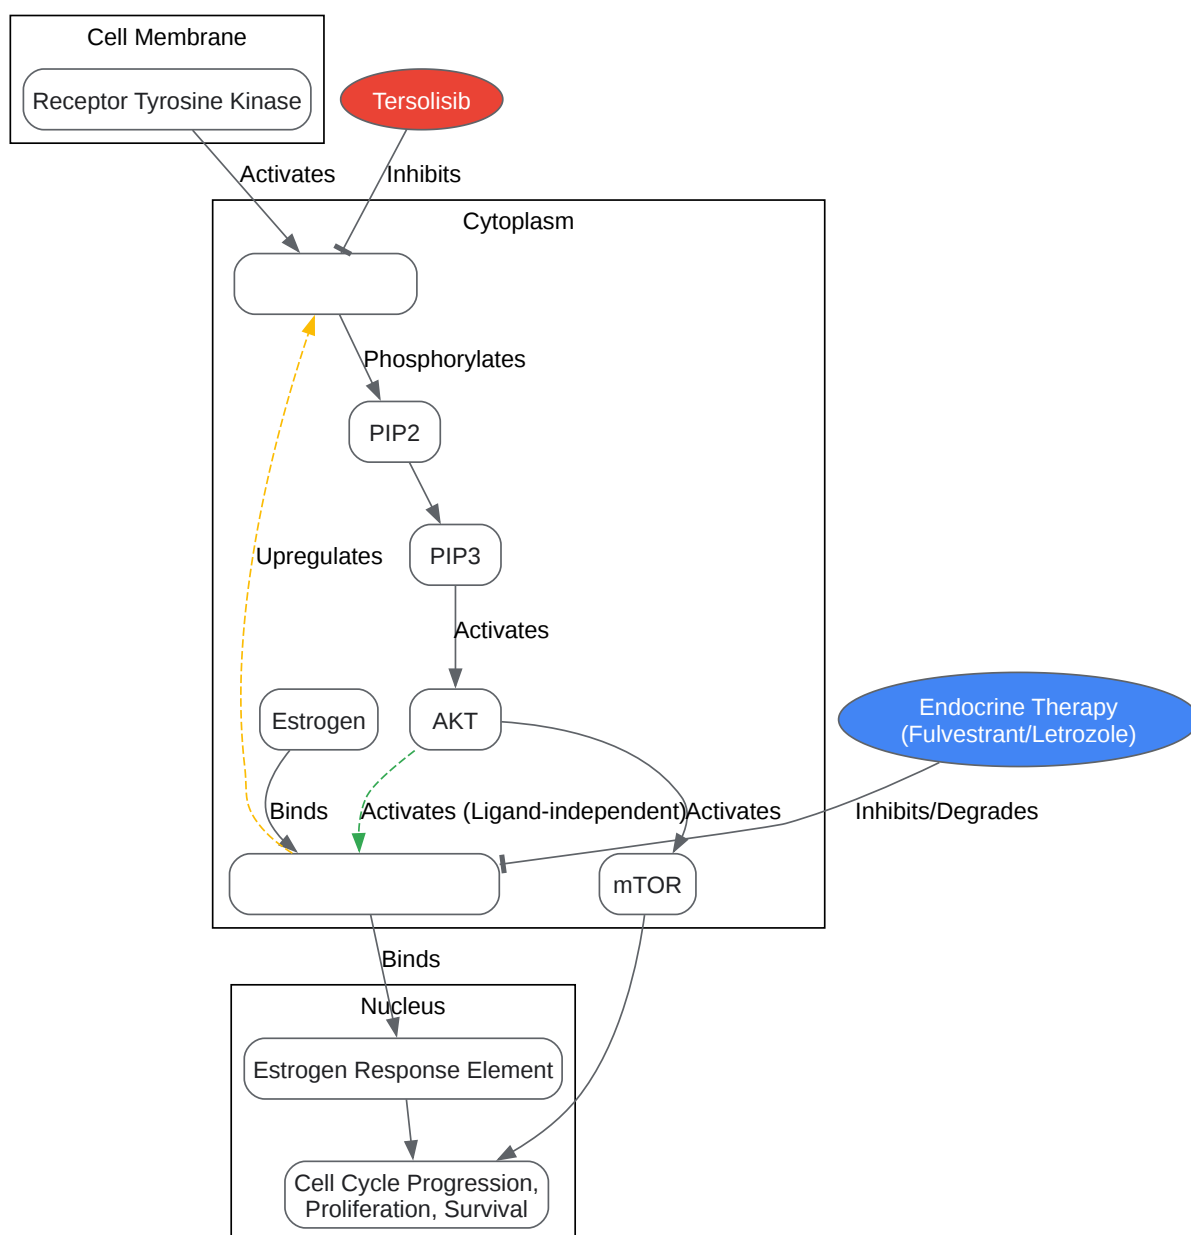 Cell Membrane
Receptor Tyrosine Kinase
Tersolisib
Activates
Inhibits
Cytoplasm
Phosphorylates
PIP2
Upregulates
PIP3
Activates
Estrogen
AKT
Endocrine Therapy
(Fulvestrant/Letrozole)
Binds
Activates (Ligand-independent)
Activates
Inhibits/Degrades
mTOR
Binds
Nucleus
Estrogen Response Element
Cell Cycle Progression,
Proliferation, Survival